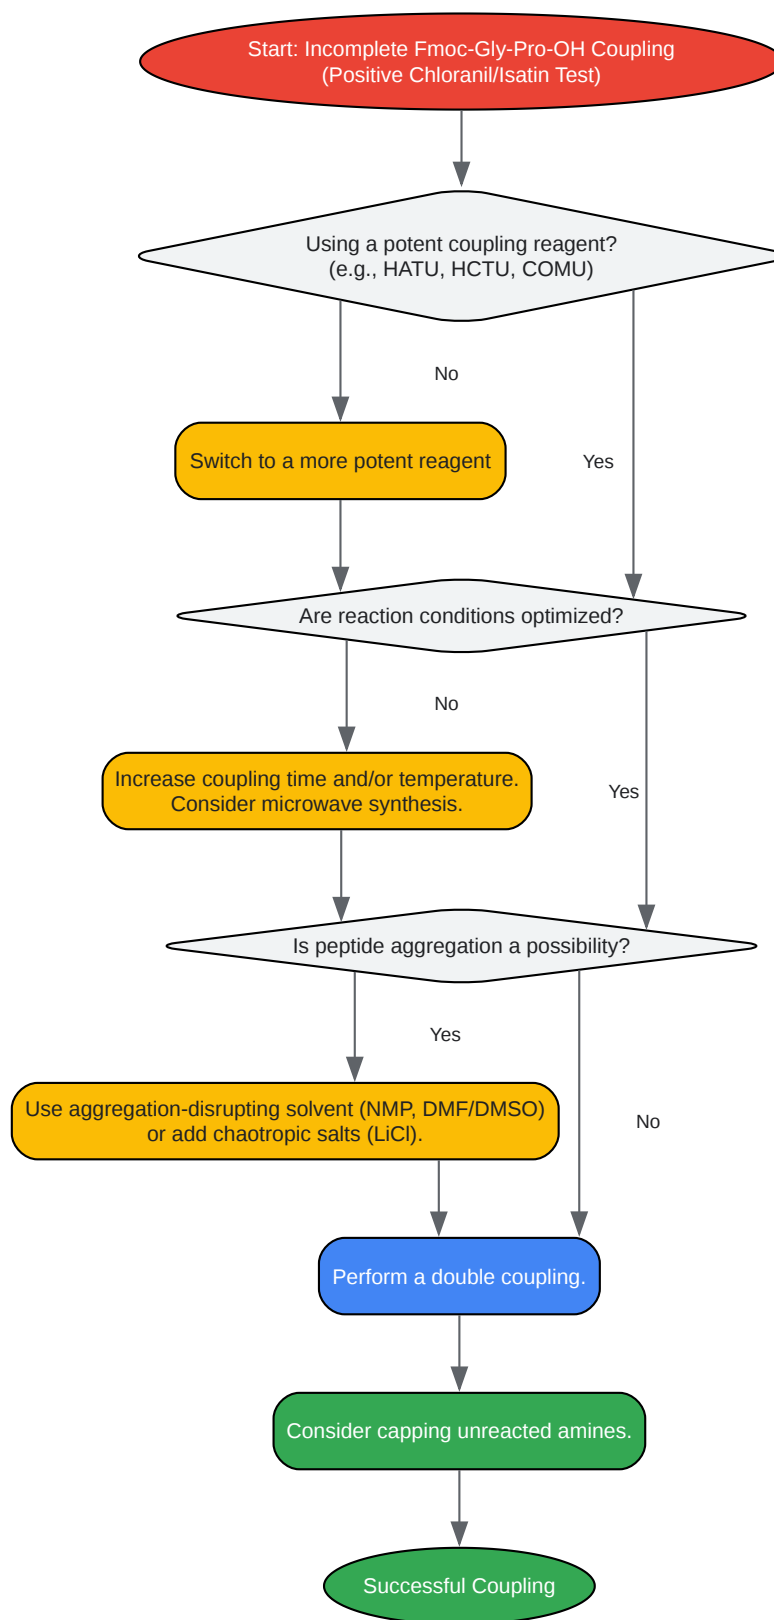 Start: Incomplete Fmoc-Gly-Pro-OH Coupling
(Positive Chloranil/Isatin Test)
Using a potent coupling reagent?
(e.g., HATU, HCTU, COMU)
No
Switch to a more potent reagent
Yes
Are reaction conditions optimized?
No
Increase coupling time and/or temperature.
Consider microwave synthesis.
Yes
Is peptide aggregation a possibility?
Yes
Use aggregation-disrupting solvent (NMP, DMF/DMSO)
or add chaotropic salts (LiCl).
No
Perform a double coupling.
Consider capping unreacted amines.
Successful Coupling